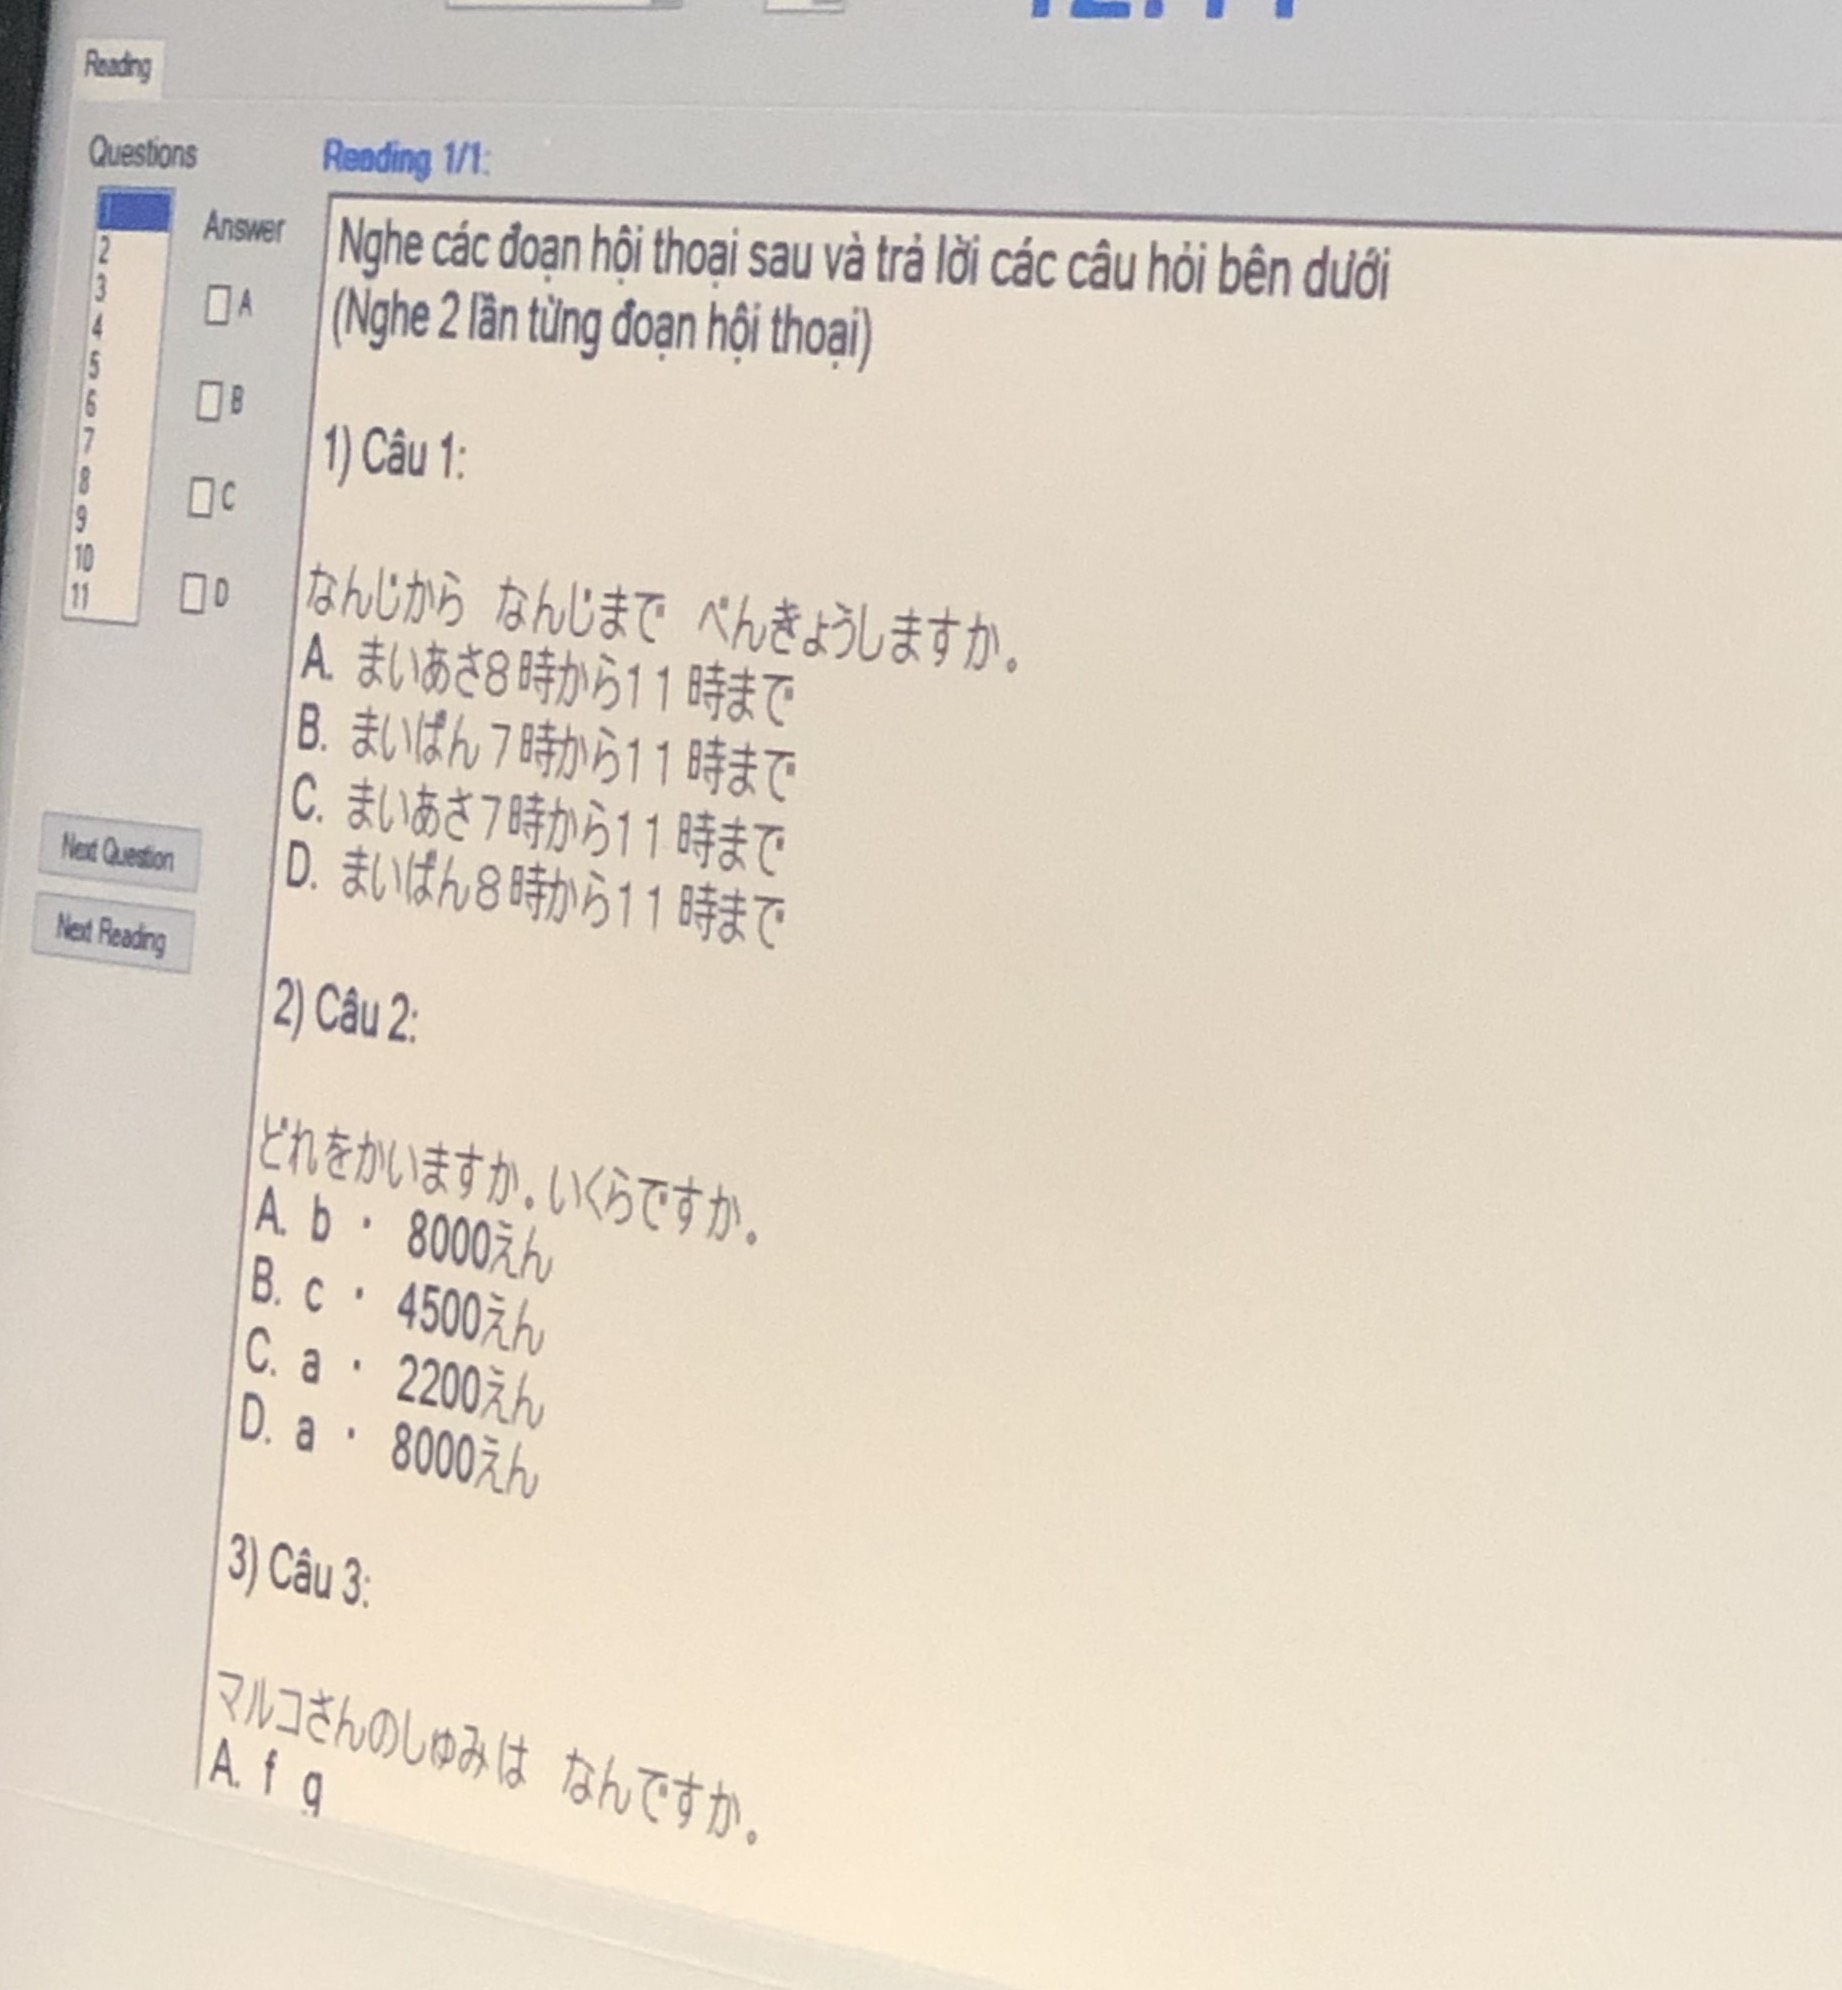 Reading
Questions
Reading 1/1:
1
2
3
4
5
6
7
8
9
10
11
Answer
A
B
C
D
Next Question
Next Reading
Nghe các đoạn hội thoại sau và trả lời các câu hỏi bên dưới
(Nghe 2 lần từng đoạn hội thoại)
1) Câu 1:
なんじから なんじまで べんきょうしますか。
A. まいあさ8時から11時まで
B. まいばん7時から11時まで
C. まいあさ7時から11時まで
D. まいばん8時から11時まで
2) Câu 2:
どれをかいますか。いくらですか。
A. b ・ 8000えん
B. c ・ 4500えん
C. a ・ 2200えん
D. a ・ 8000えん
3) Câu 3:
マルコさんのしゅみは なんですか。
A. f g